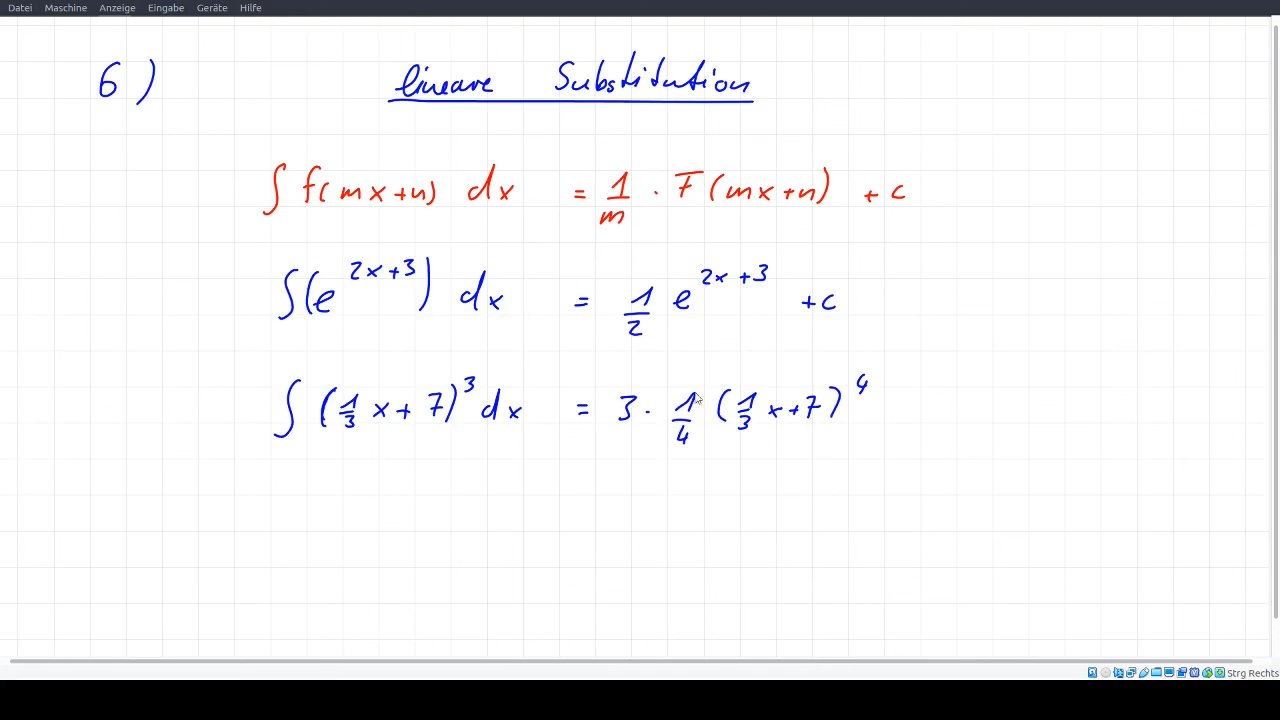 Datei Maschine Anzeige Eingabe Geräte Hilfe
6) lineare Substitution
∫ f(mx+n) dx = 1/m · F(mx+n) + c
∫(e^(2x+3)) dx = 1/2 e^(2x+3) + c
∫ (1/3 x + 7)^3 dx = 3 · 1/4 (1/3 x + 7)^4
Strg Rechts